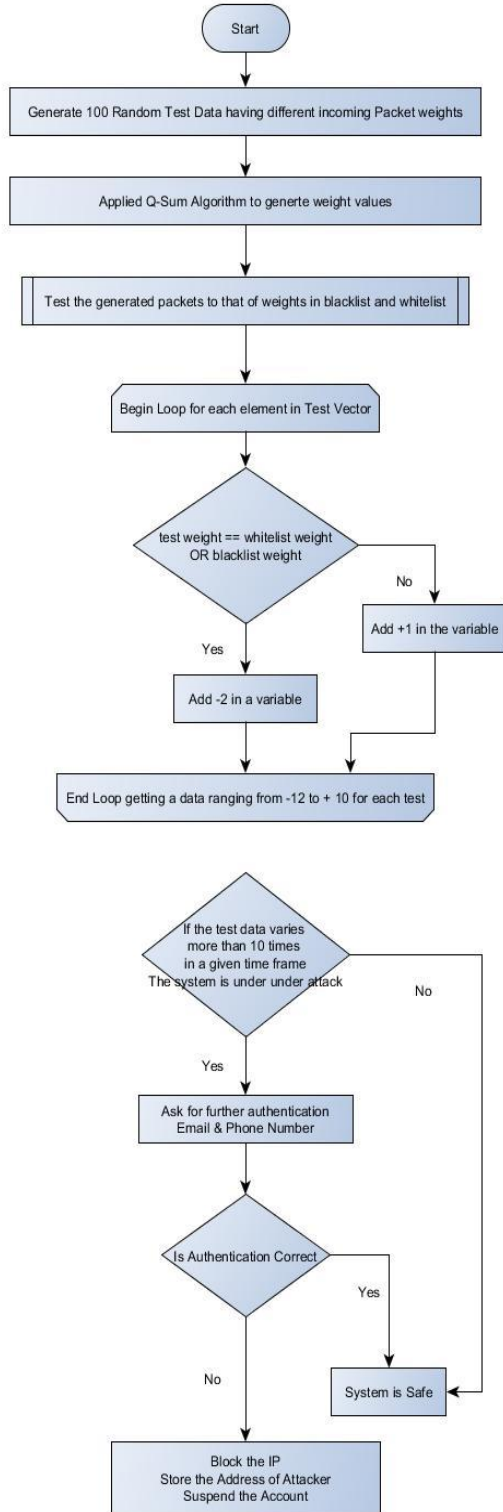 Start
Generate 100 Random Test Data having different incoming Packet weights
Applied Q-Sum Algorithm to generte weight values
Test the generated packets to that of weights in blacklist and whitelist
Begin Loop for each element in Test Vector
test weight == whitelist weight
OR blacklist weight
No
Add +1 in the variable
Yes
Add -2 in a variable
End Loop getting a data ranging from -12 to + 10 for each test
If the test data varies
more than 10 times
in a given time frame
The system is under under attack
No
Yes
Ask for further authentication
Email & Phone Number
Is Authentication Correct
Yes
No
System is Safe
Block the IP
Store the Address of Attacker
Suspend the Account